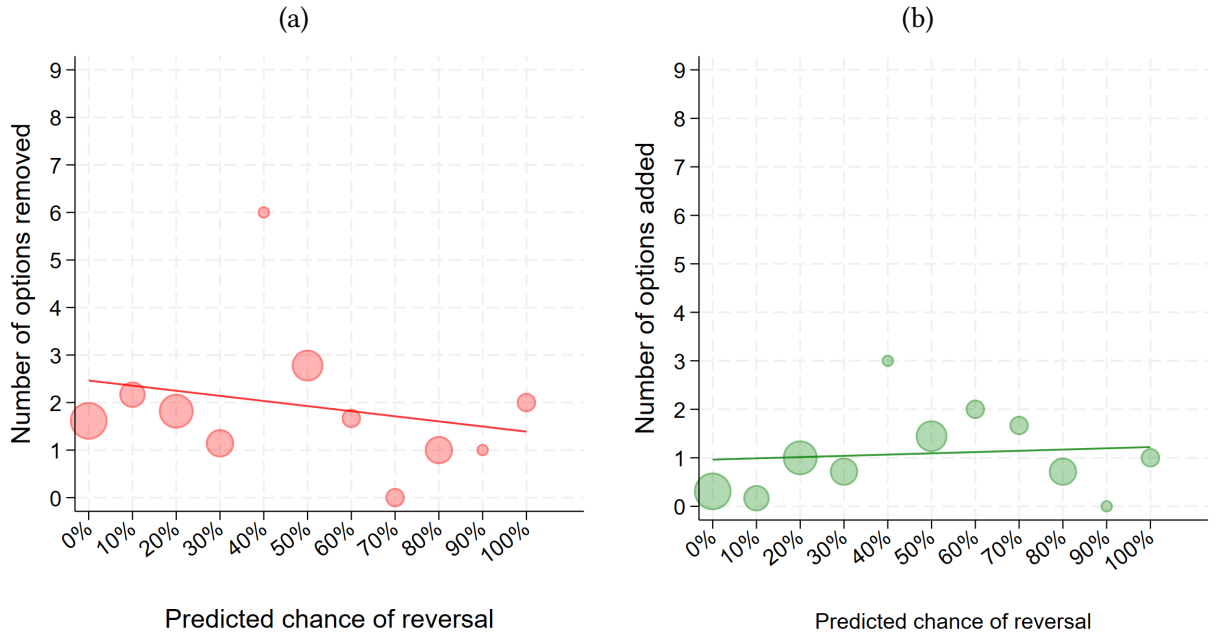 (a)
Number of options removed
9
8
7
6
5
4
3
2
1
0
0% 10% 20% 30% 40% 50% 60% 70% 80% 90% 100%
Predicted chance of reversal
(b)
Number of options added
9
8
7
6
5
4
3
2
1
0
0% 10% 20% 30% 40% 50% 60% 70% 80% 90% 100%
Predicted chance of reversal